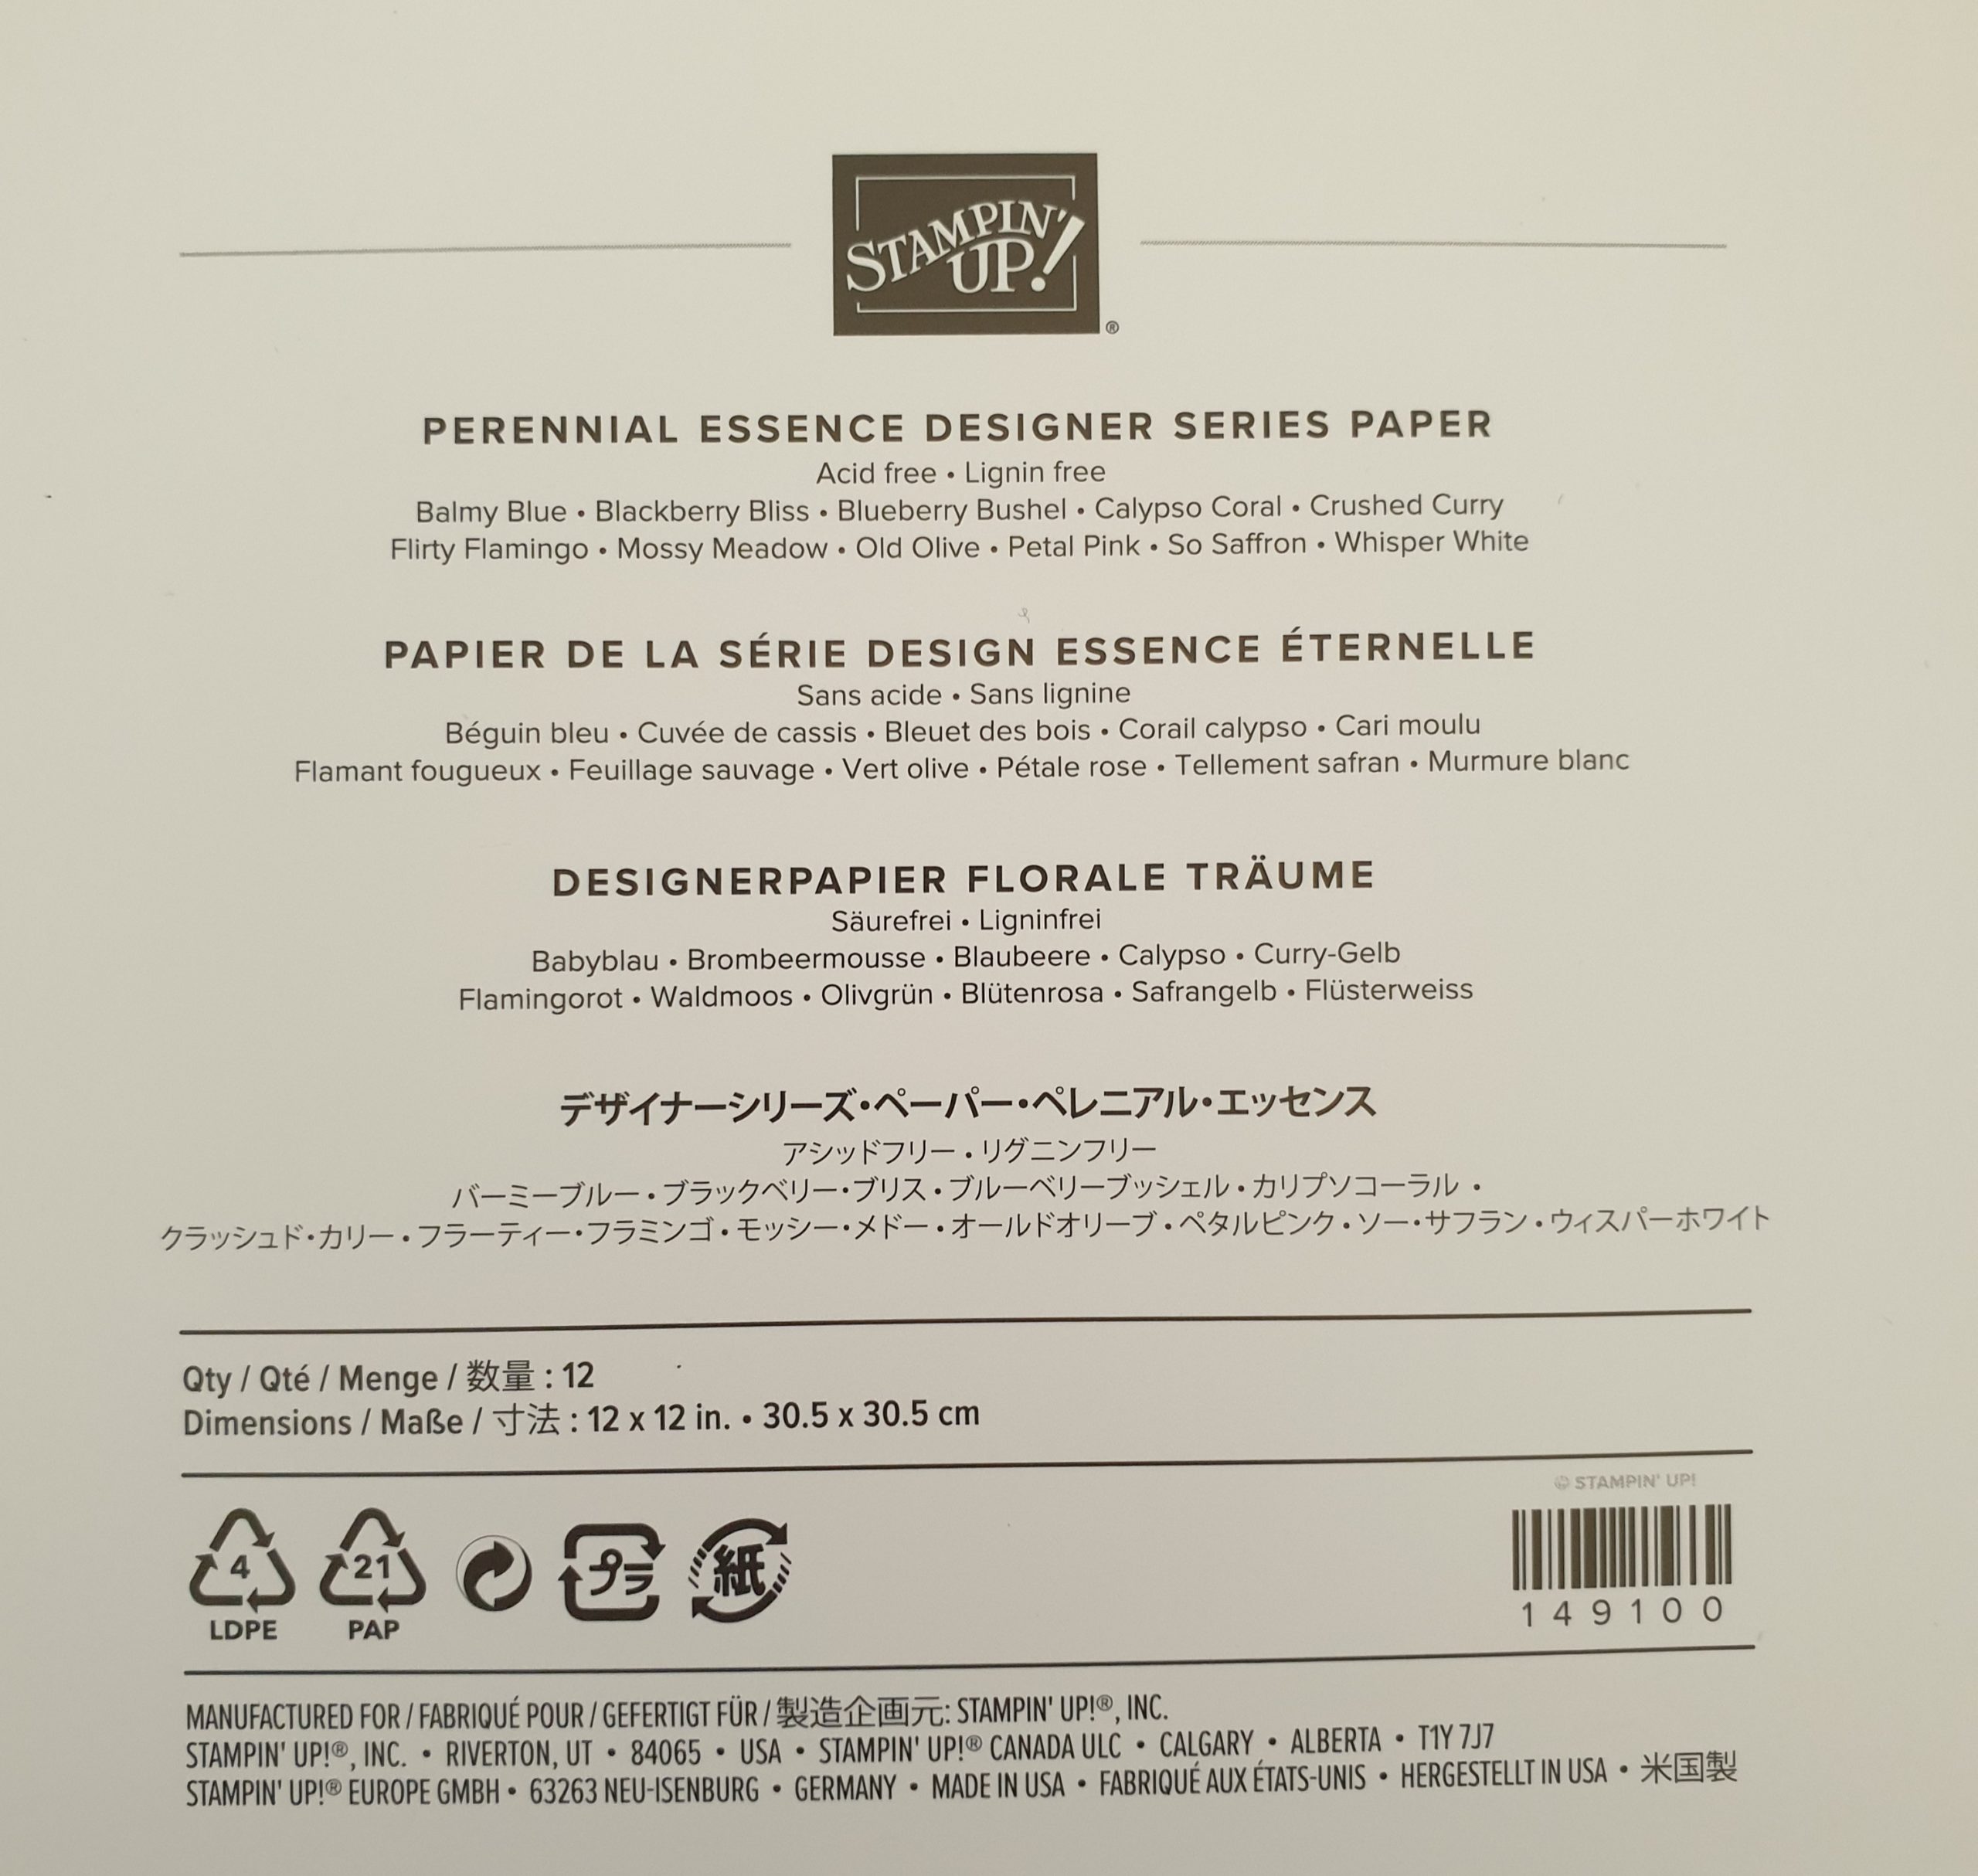 STAMPIN' UP!®
PERENNIAL ESSENCE DESIGNER SERIES PAPER
Acid free • Lignin free
Balmy Blue • Blackberry Bliss • Blueberry Bushel • Calypso Coral • Crushed Curry
Flirty Flamingo • Mossy Meadow • Old Olive • Petal Pink • So Saffron • Whisper White
PAPIER DE LA SÉRIE DESIGN ESSENCE ÉTERNELLE
Sans acide • Sans lignine
Béguin bleu • Cuvée de cassis • Bleuet des bois • Corail calypso • Cari moulu
Flamant fougueux • Feuillage sauvage • Vert olive • Pétale rose • Tellement safran • Murmure blanc
DESIGNERPAPIER FLORALE TRÄUME
Säurefrei • Ligninfrei
Babyblau • Brombeermousse • Blaubeere • Calypso • Curry-Gelb
Flamingorot • Waldmoos • Olivgrün • Blütenrosa • Safrangelb • Flüsterweiss
デザイナーシリーズ・ペーパー・ペレニアル・エッセンス
アシッドフリー • リグニンフリー
バーミーブルー • ブラックベリー・ブリス • ブルーベリーブッシェル • カリプソコーラル •
クラッシュド・カリー • フラーティー・フラミンゴ • モッシー・メドー • オールドオリーブ • ペタルピンク • ソー・サフラン • ウィスパーホワイト
Qty / Qté / Menge / 数量 : 12
Dimensions / Maße / 寸法 : 12 x 12 in. • 30.5 x 30.5 cm
© STAMPIN' UP!
4 21 プラ 紙
LDPE PAP
149100
MANUFACTURED FOR / FABRIQUÉ POUR / GEFERTIGT FÜR / 製造企画元: STAMPIN' UP!®, INC.
STAMPIN' UP!®, INC. • RIVERTON, UT • 84065 • USA • STAMPIN' UP!® CANADA ULC • CALGARY • ALBERTA • T1Y 7J7
STAMPIN' UP!® EUROPE GMBH • 63263 NEU-ISENBURG • GERMANY • MADE IN USA • FABRIQUÉ AUX ÉTATS-UNIS • HERGESTELLT IN USA • 米国製